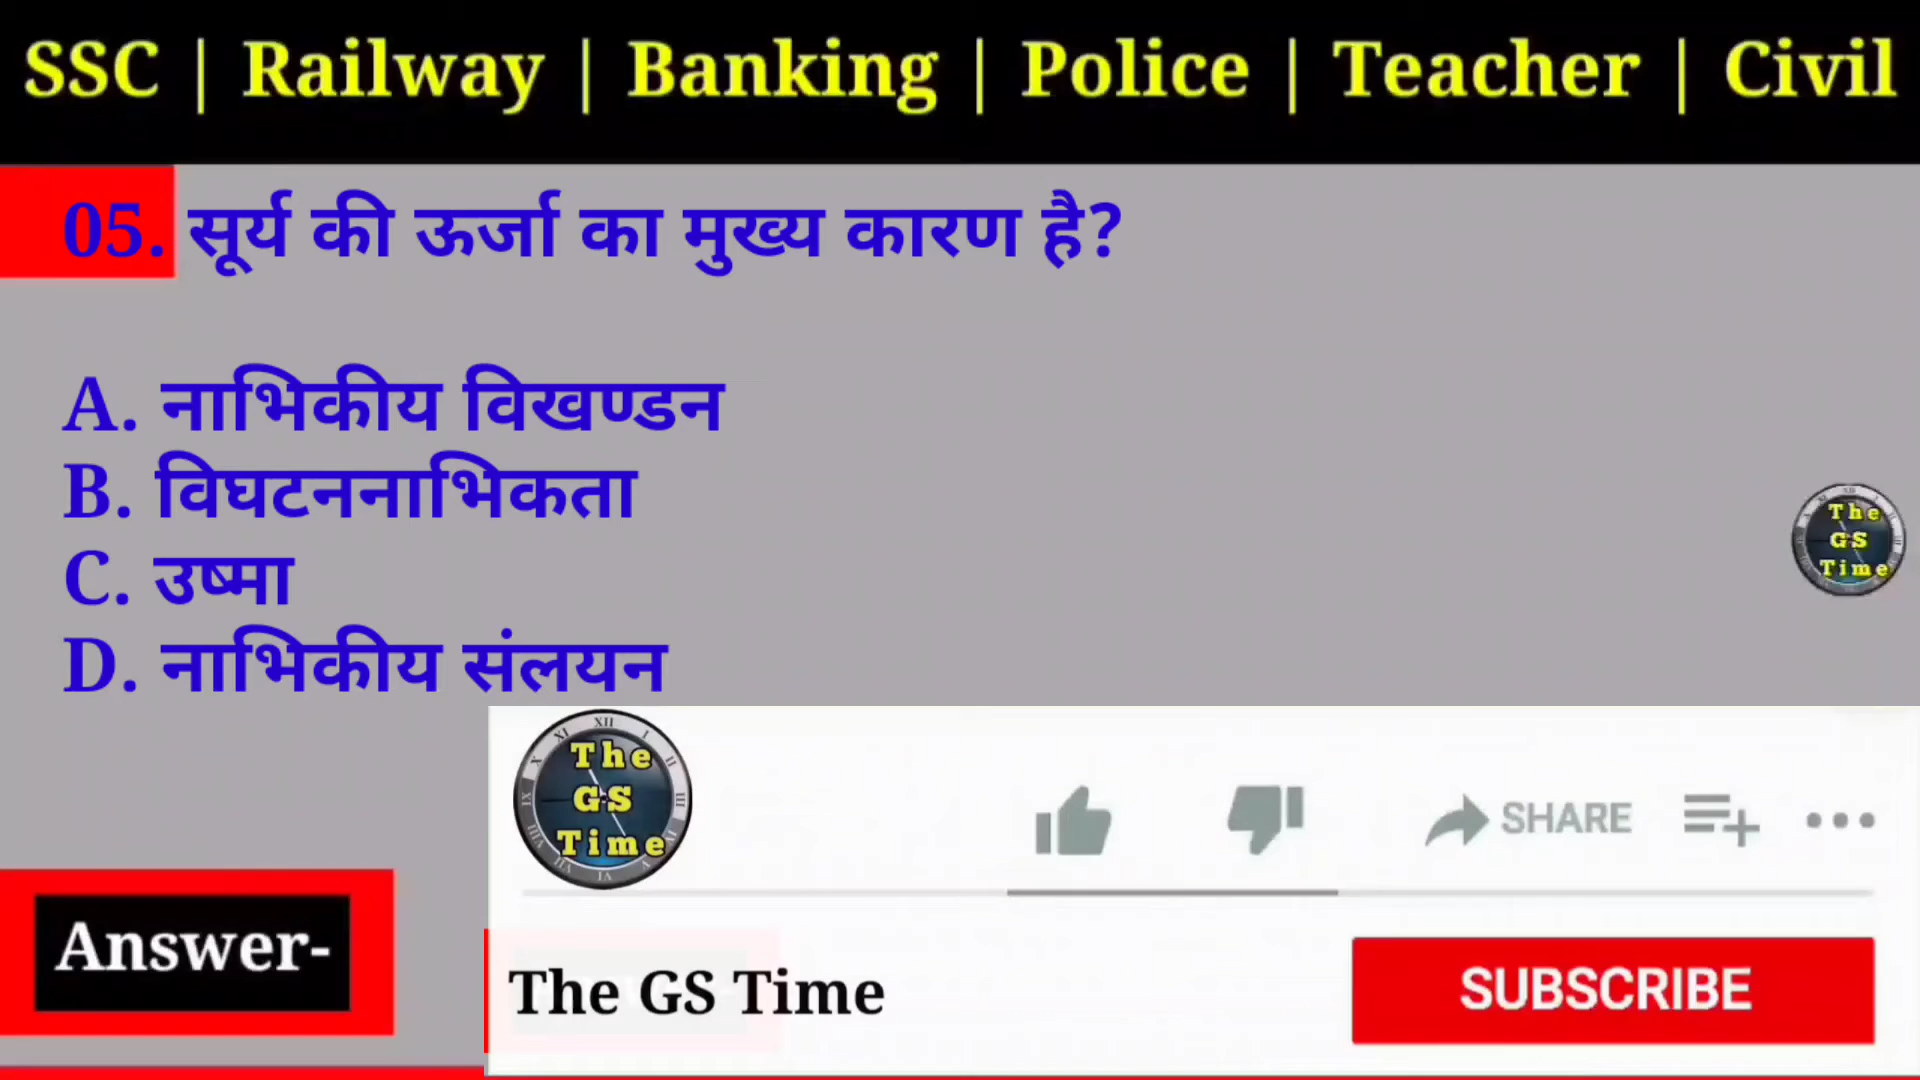 SSC | Railway | Banking | Police | Teacher | Civil
05. सूर्य की ऊर्जा का मुख्य कारण है?
A. नाभिकीय विखण्डन
B. विघटननाभिकता
C. उष्मा
D. नाभिकीय संलयन
The
GS
Time
XII
The
GS
Time
SHARE
Answer-
The GS Time
SUBSCRIBE